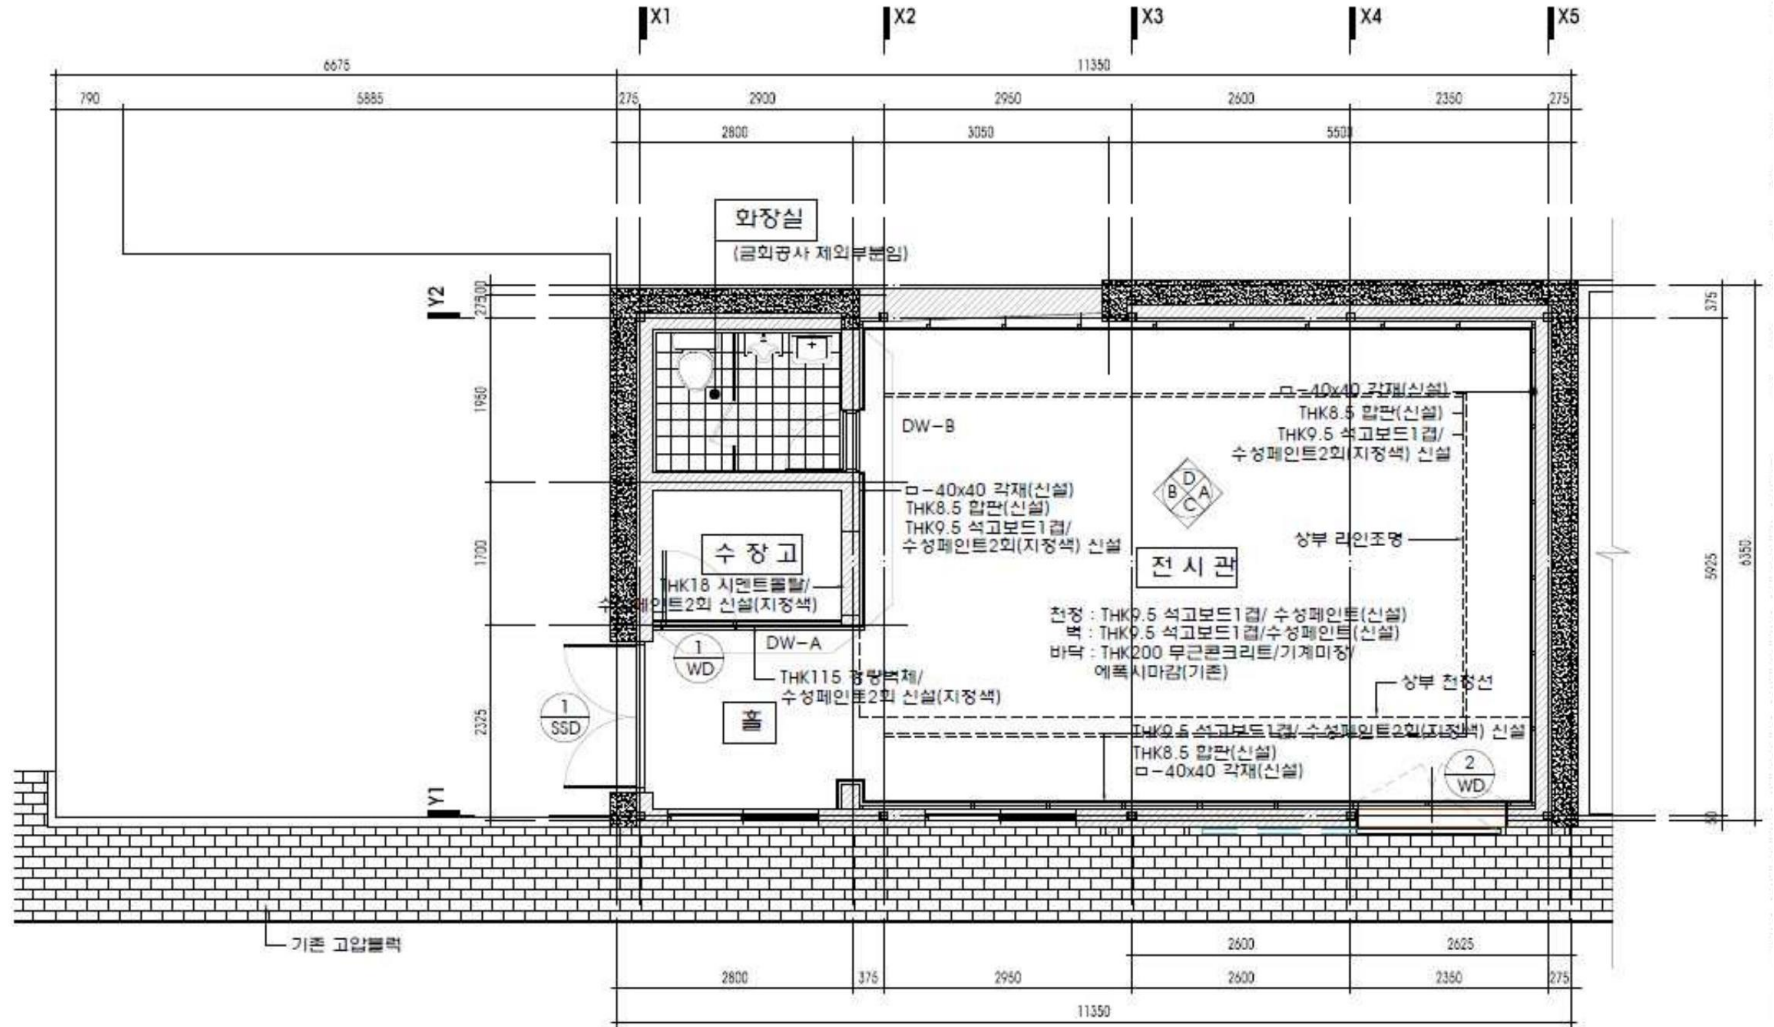 X1
X2
X3
X4
X5
6675
11350
790
5885
275
2900
2950
2600
2350
275
2800
3050
5500
화장실
(금회공사 제외부분임)
Y2
275
100
375
1950
DW-B
ㅁ-40x40 각재(신설)
THK8.5 합판(신설)
THK9.5 석고보드1겹/
수성페인트2회(지정색) 신설
D
B
A
C
ㅁ-40x40 각재(신설)
THK8.5 합판(신설)
THK9.5 석고보드1겹/
수성페인트2회(지정색) 신설
상부 라인조명
수 장 고
전 시 관
1700
5925
6350
THK18 시멘트몰탈/
수성페인트2회 신설(지정색)
천정 : THK9.5 석고보드1겹/ 수성페인트(신설)
벽 : THK9.5 석고보드1겹/수성페인트(신설)
바닥 : THK200 무근콘크리트/기계미장/
에폭시마감(기존)
DW-A
1
WD
THK115 경량벽체/
수성페인트2회 신설(지정색)
상부 천정선
1
SSD
홀
2325
THK9.5 석고보드1겹/ 수성페인트2회(지정색) 신설
THK8.5 합판(신설)
ㅁ-40x40 각재(신설)
2
WD
Y1
50
기존 고압블럭
2600
2625
2800
375
2950
2600
2350
275
11350